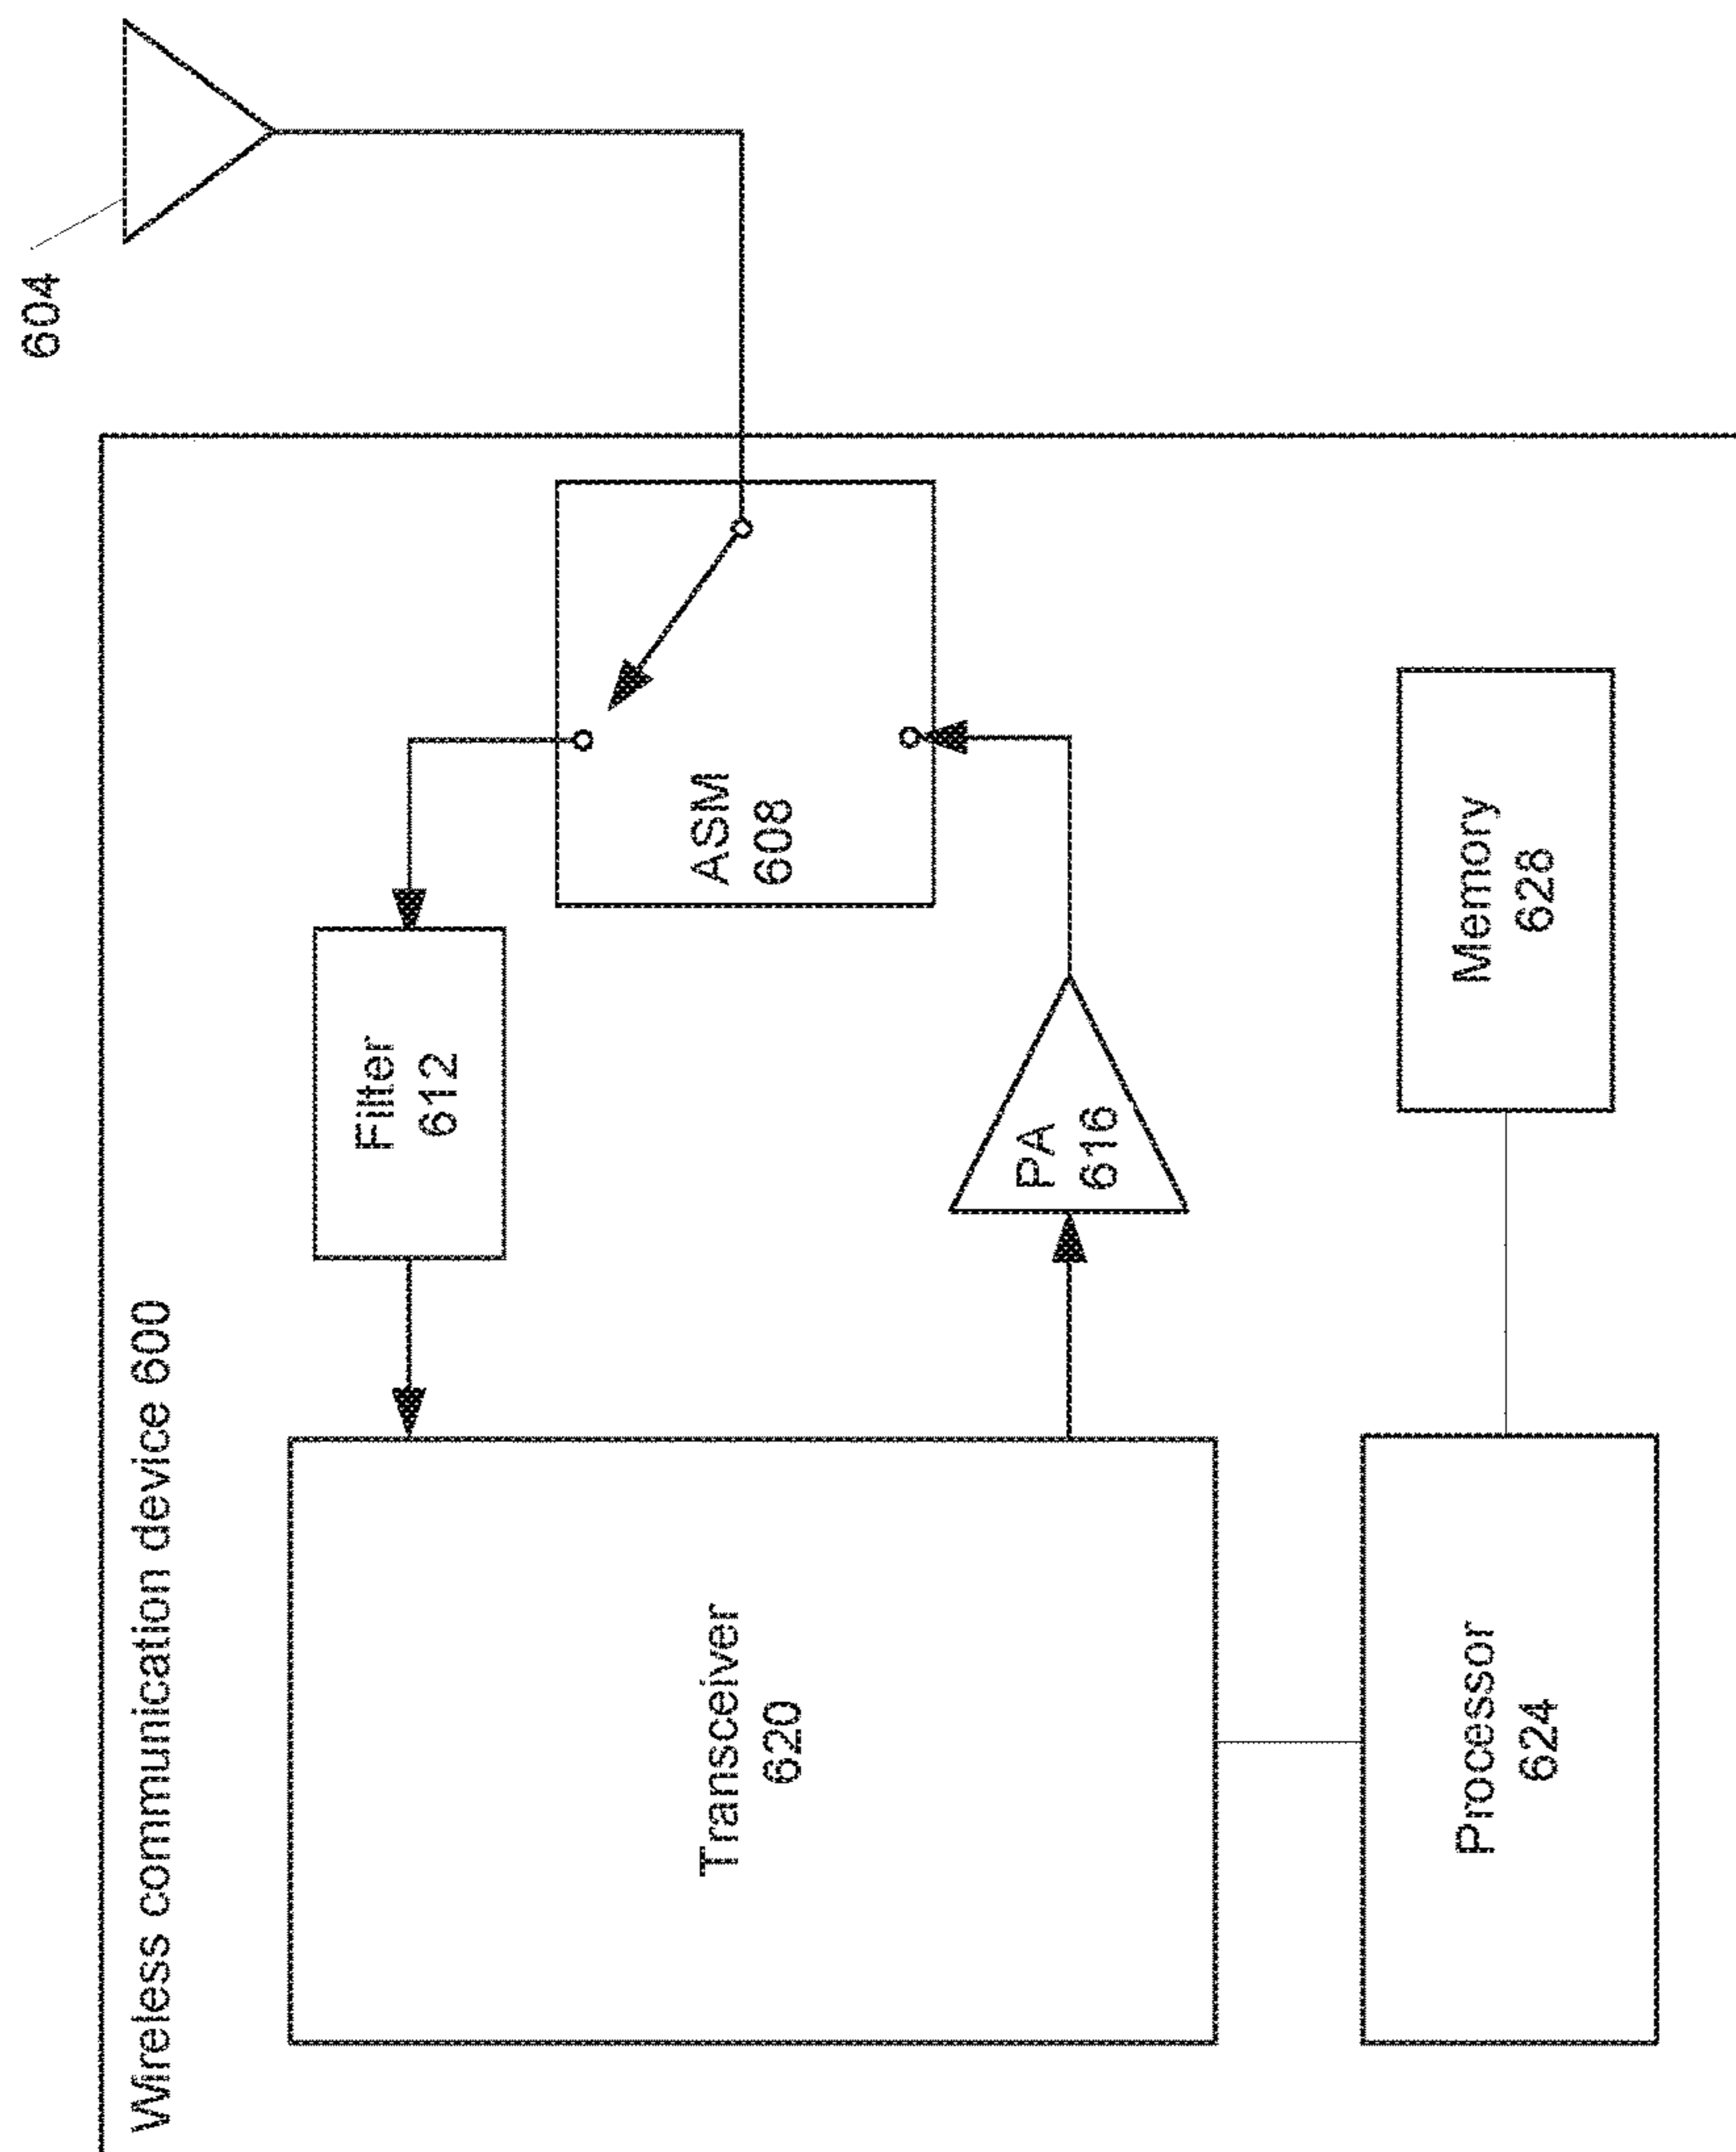 Wireless communication device 600
604
Filter
612
ASM
608
Transceiver
620
PA
616
Processor
624
Memory
628